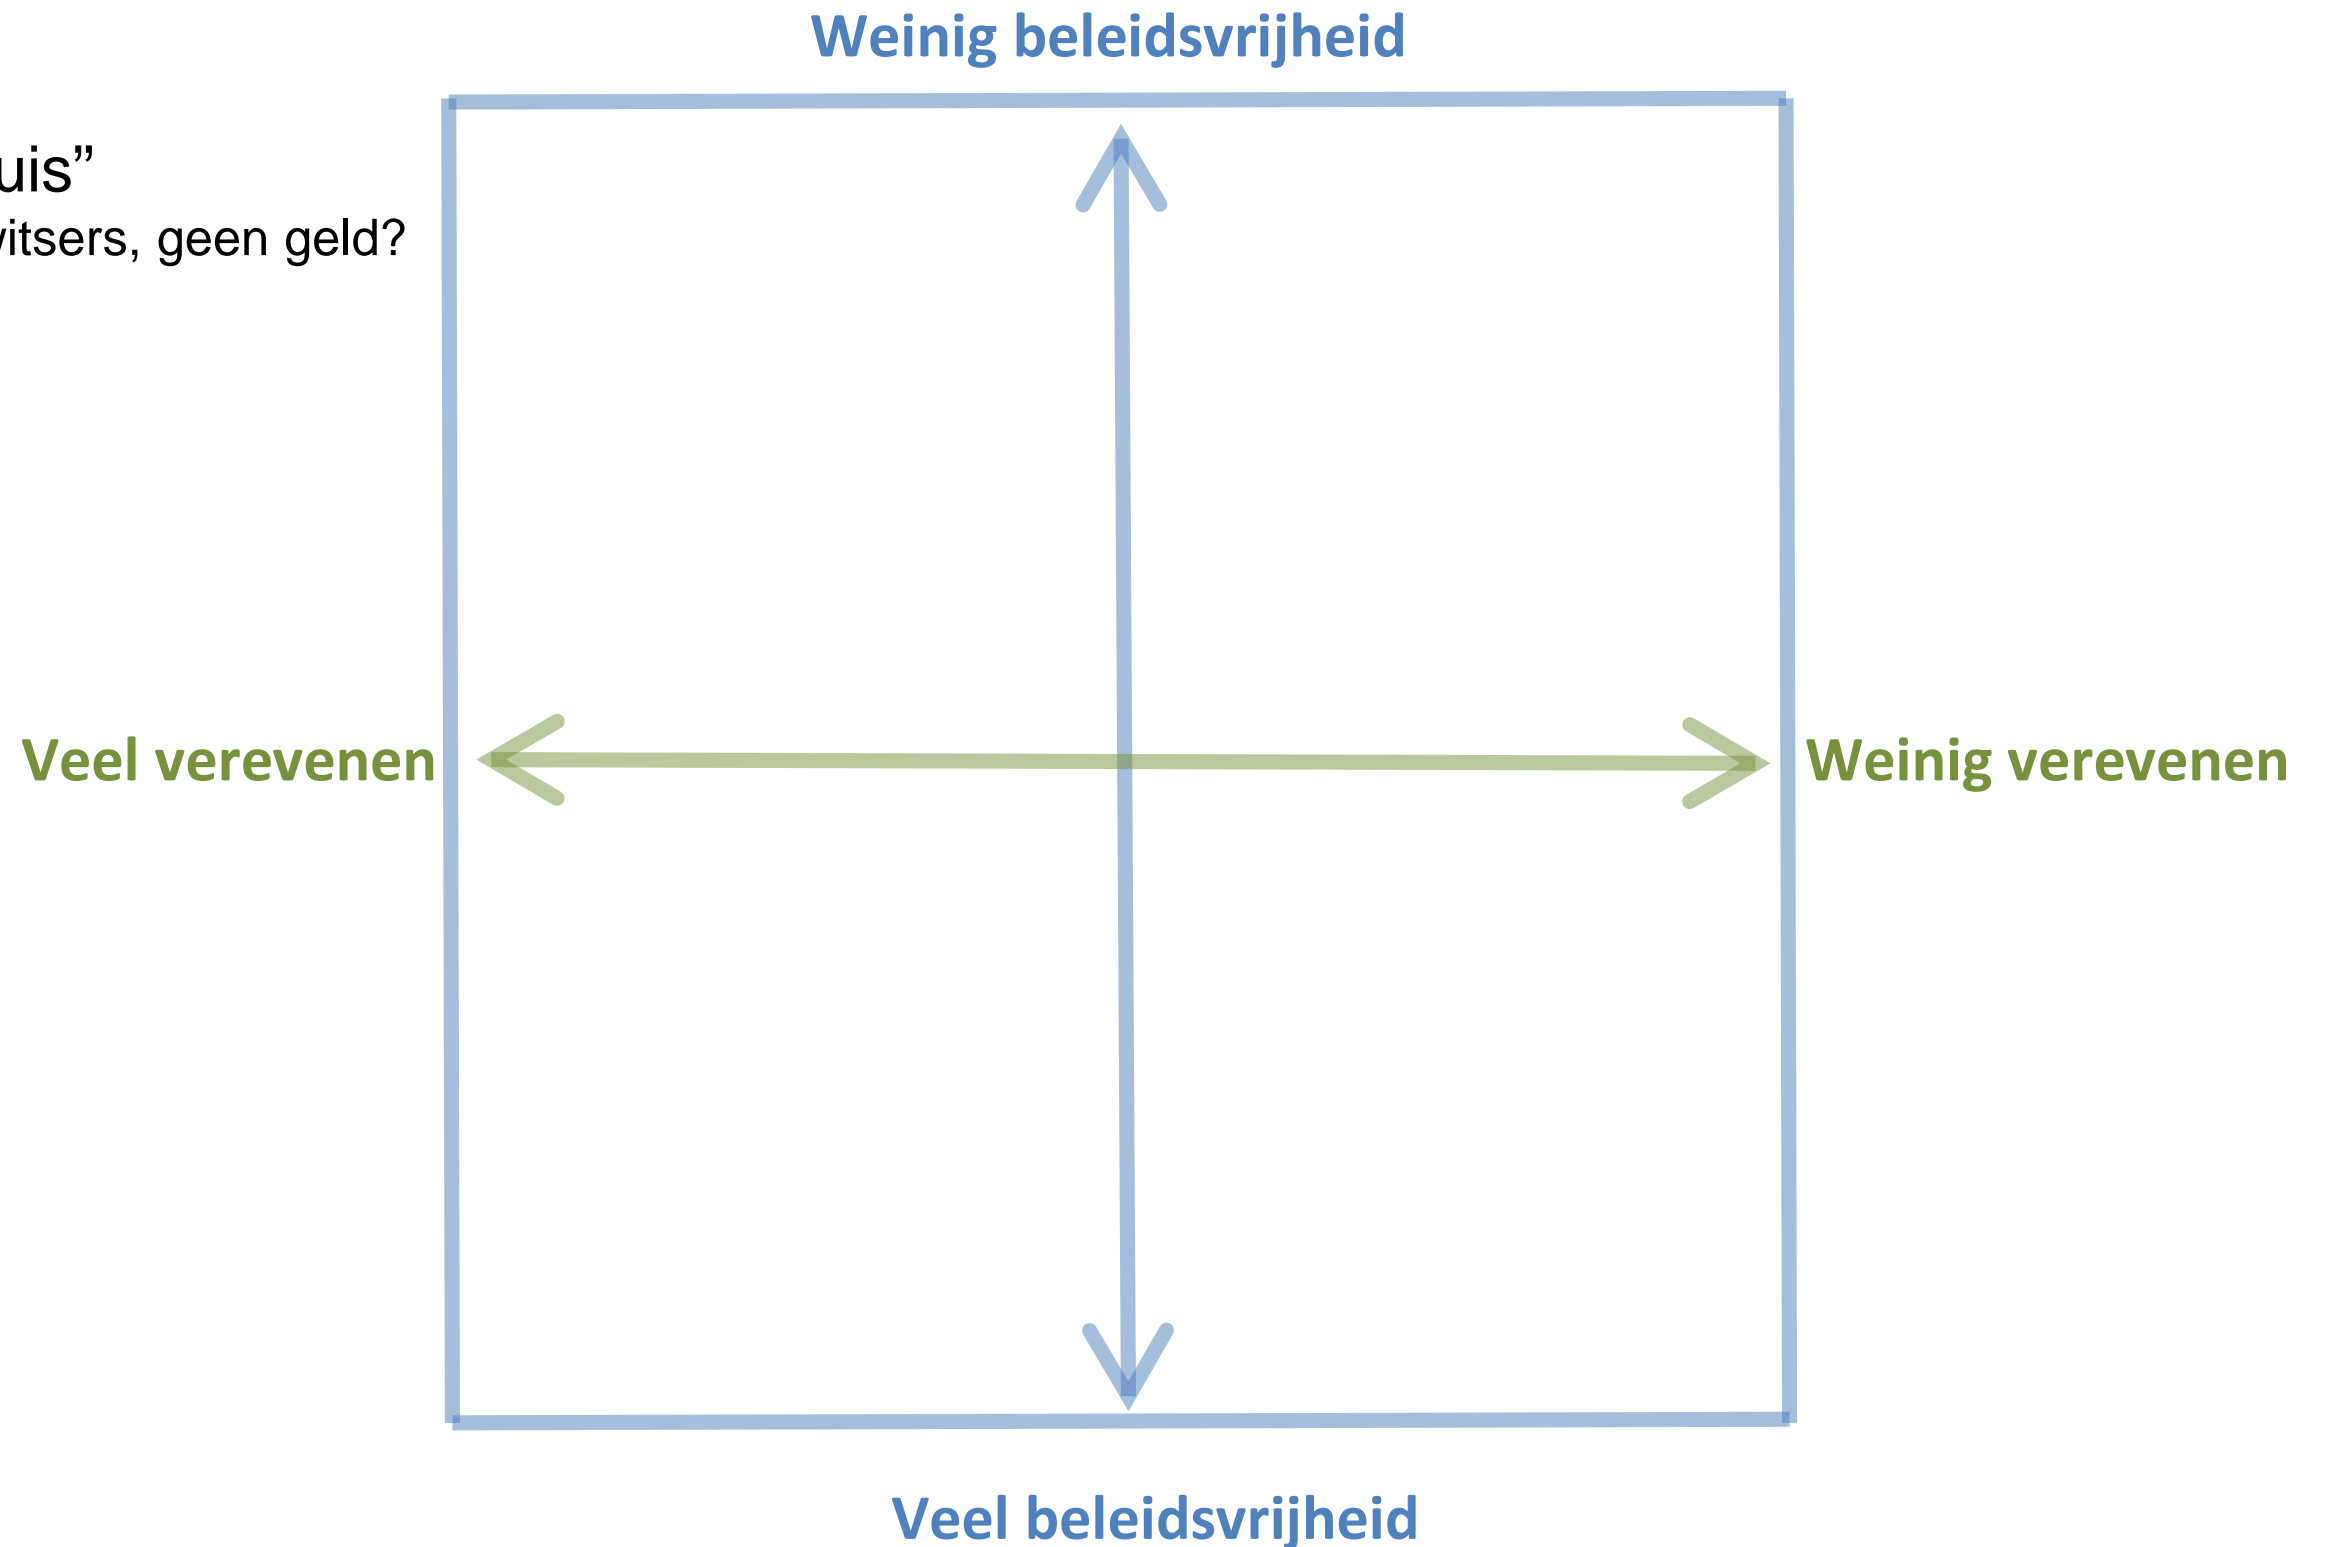 Weinig beleidsvrijheid
uis”
itsers, geen geld?
Veel verevenen
Weinig verevenen
Veel beleidsvrijheid